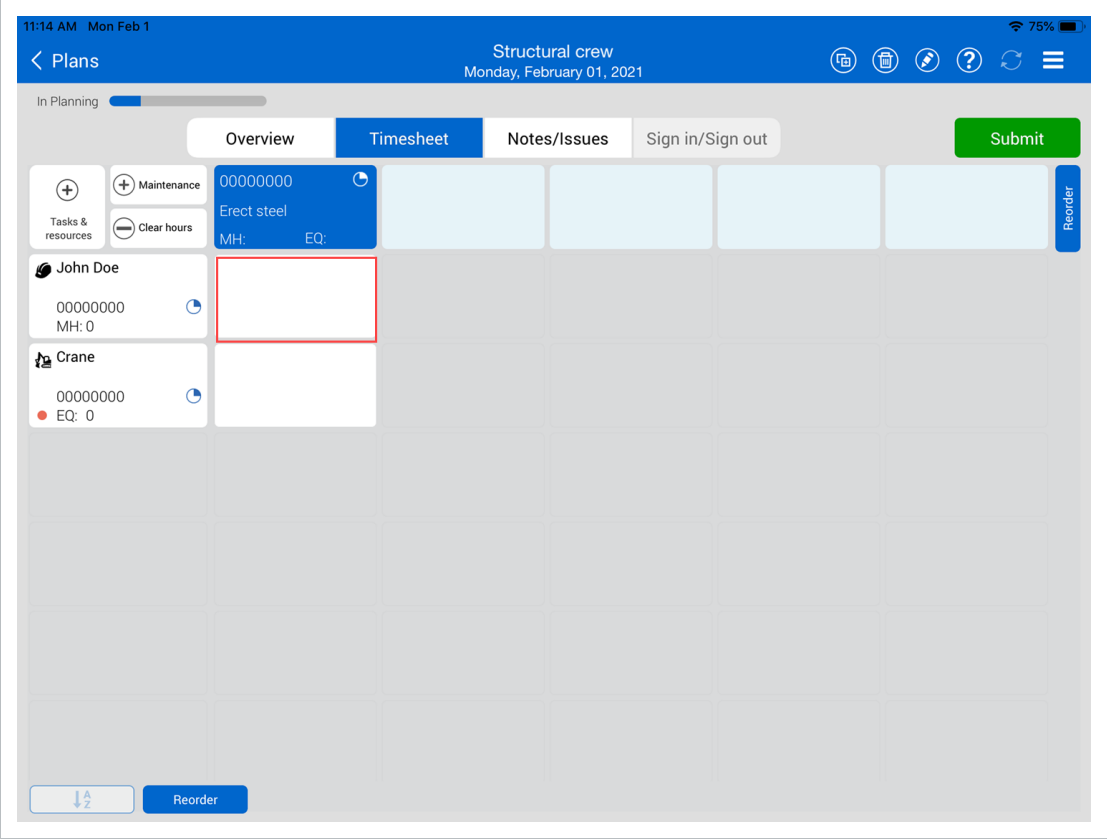 11:14 AM Mon Feb 1
75%
Plans
Structural crew
Monday, February 01, 2021
In Planning
Overview
Timesheet
Notes/Issues
Sign in/Sign out
Submit
Tasks & resources
Maintenance
Clear hours
00000000
Erect steel
MH: EQ:
Reorder
John Doe
00000000
MH: 0
Crane
00000000
EQ: 0
A
Z
Reorder